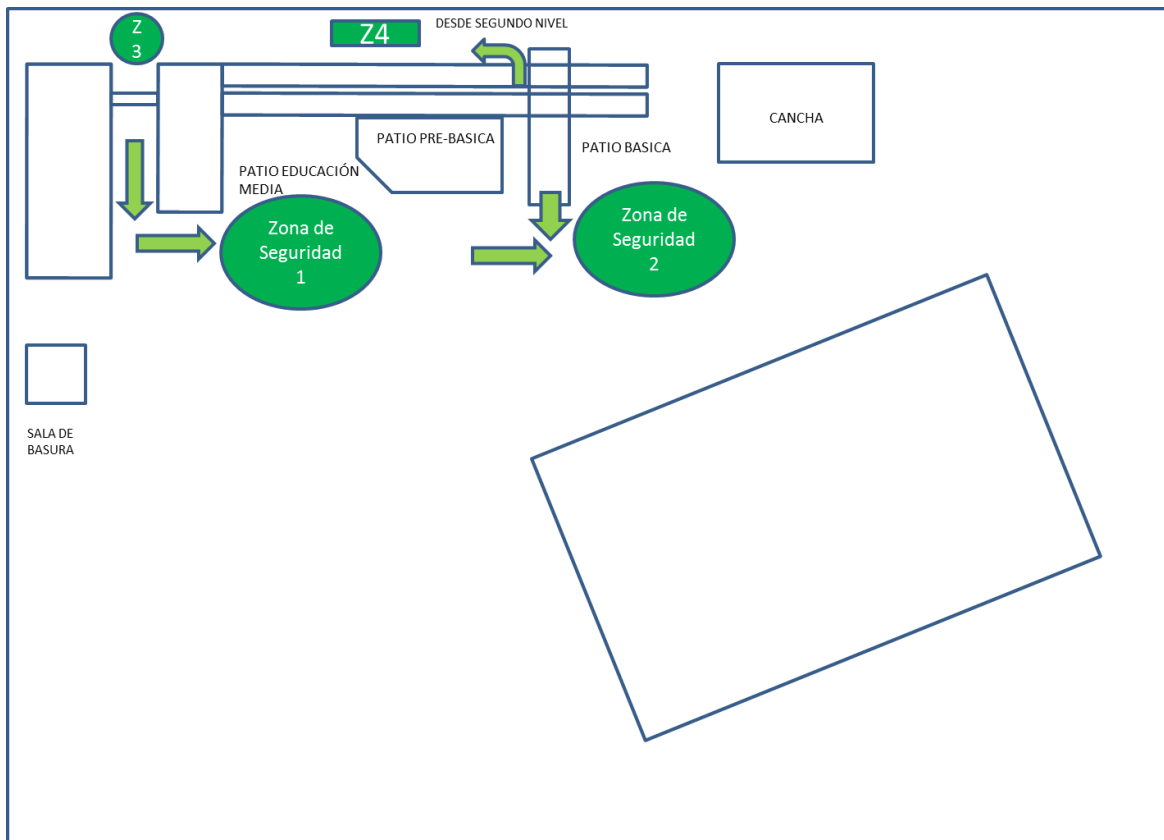 Z
3
Z4
DESDE SEGUNDO NIVEL
CANCHA
PATIO PRE-BASICA
PATIO BASICA
PATIO EDUCACIÓN
MEDIA
Zona de
Seguridad
1
Zona de
Seguridad
2
SALA DE
BASURA